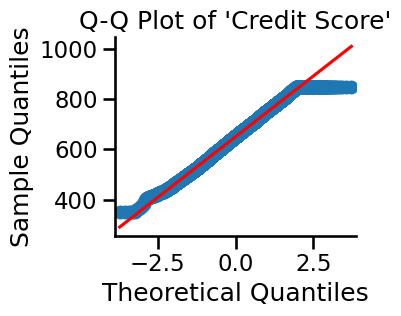 Q-Q Plot of 'Credit Score'
Sample Quantiles
1000
800
600
400
−2.5 0.0 2.5
Theoretical Quantiles